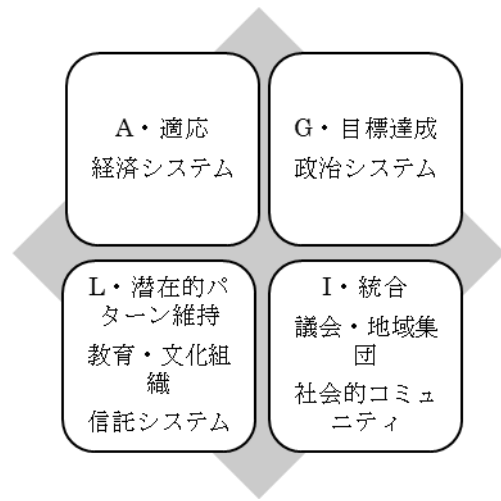 A・適応
経済システム
G・目標達成
政治システム
L・潜在的パ
ターン維持
教育・文化組
織
信託システム
I・統合
議会・地域集
団
社会的コミュ
ニティ